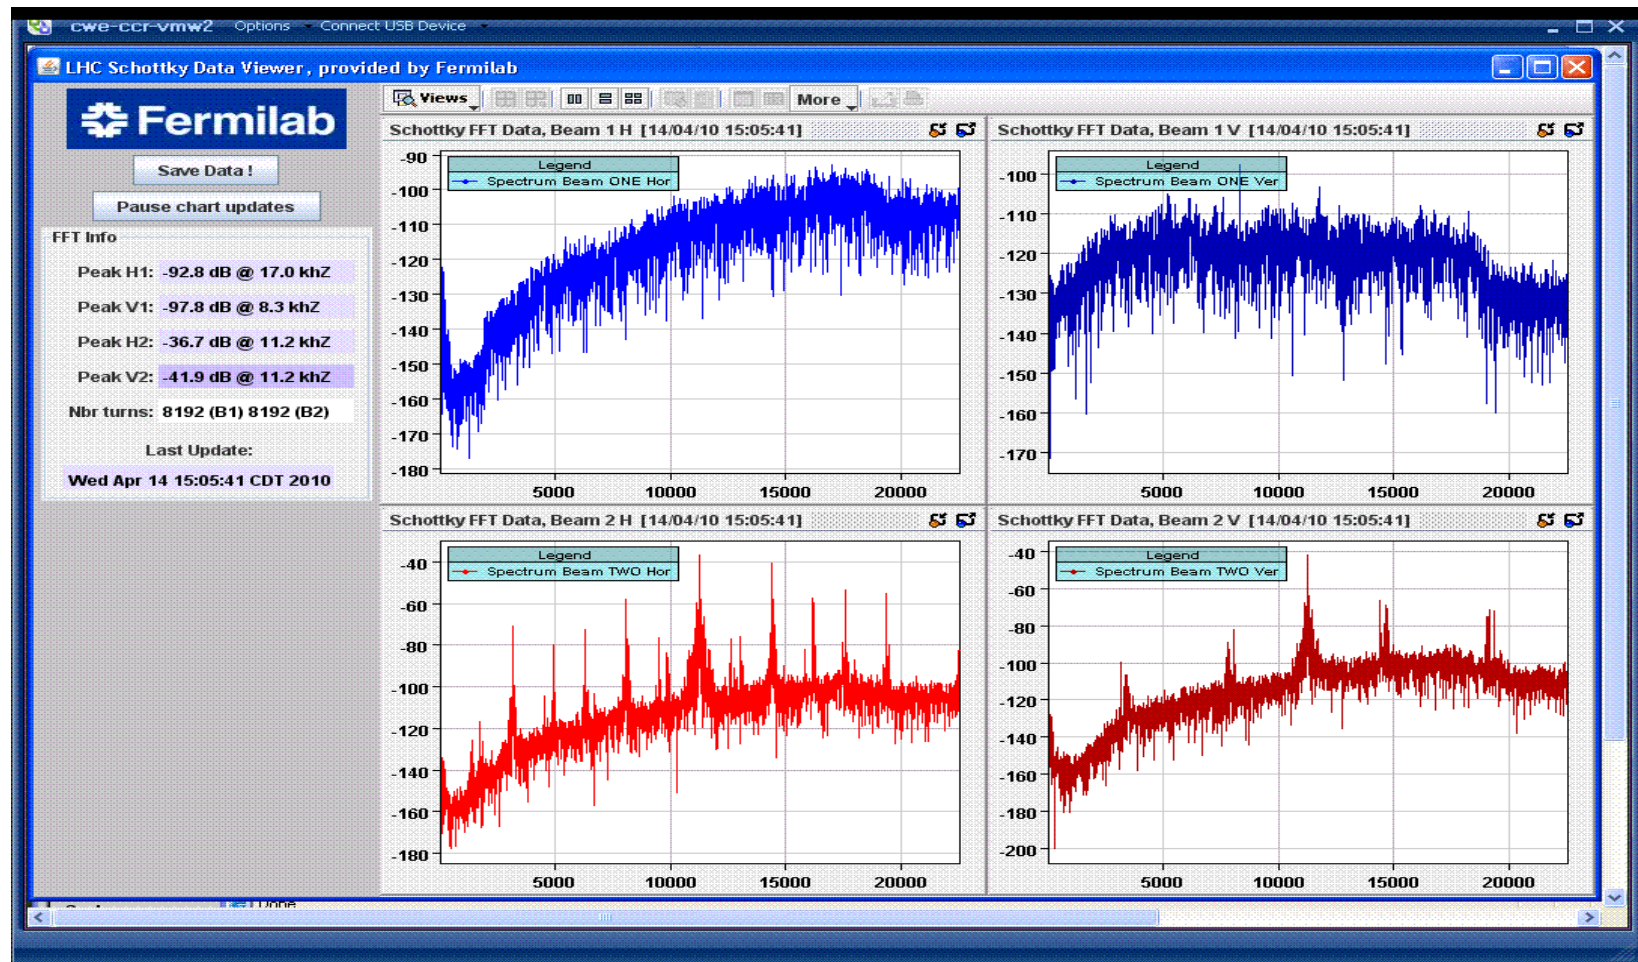 cwe-ccr-vmw2 Options Connect USB Device
LHC Schottky Data Viewer, provided by Fermilab
Fermilab
Save Data !
Pause chart updates
FFT Info
Peak H1: -92.8 dB @ 17.0 khZ
Peak V1: -97.8 dB @ 8.3 khZ
Peak H2: -36.7 dB @ 11.2 khZ
Peak V2: -41.9 dB @ 11.2 khZ
Nbr turns: 8192 (B1) 8192 (B2)
Last Update:
Wed Apr 14 15:05:41 CDT 2010
Views More
Schottky FFT Data, Beam 1 H [14/04/10 15:05:41]
Legend
Spectrum Beam ONE Hor
-90
-100
-110
-120
-130
-140
-150
-160
-170
-180
5000 10000 15000 20000
Schottky FFT Data, Beam 1 V [14/04/10 15:05:41]
Legend
Spectrum Beam ONE Ver
-100
-110
-120
-130
-140
-150
-160
-170
5000 10000 15000 20000
Schottky FFT Data, Beam 2 H [14/04/10 15:05:41]
Legend
Spectrum Beam TWO Hor
-40
-60
-80
-100
-120
-140
-160
-180
5000 10000 15000 20000
Schottky FFT Data, Beam 2 V [14/04/10 15:05:41]
Legend
Spectrum Beam TWO Ver
-40
-60
-80
-100
-120
-140
-160
-180
-200
5000 10000 15000 20000
Done